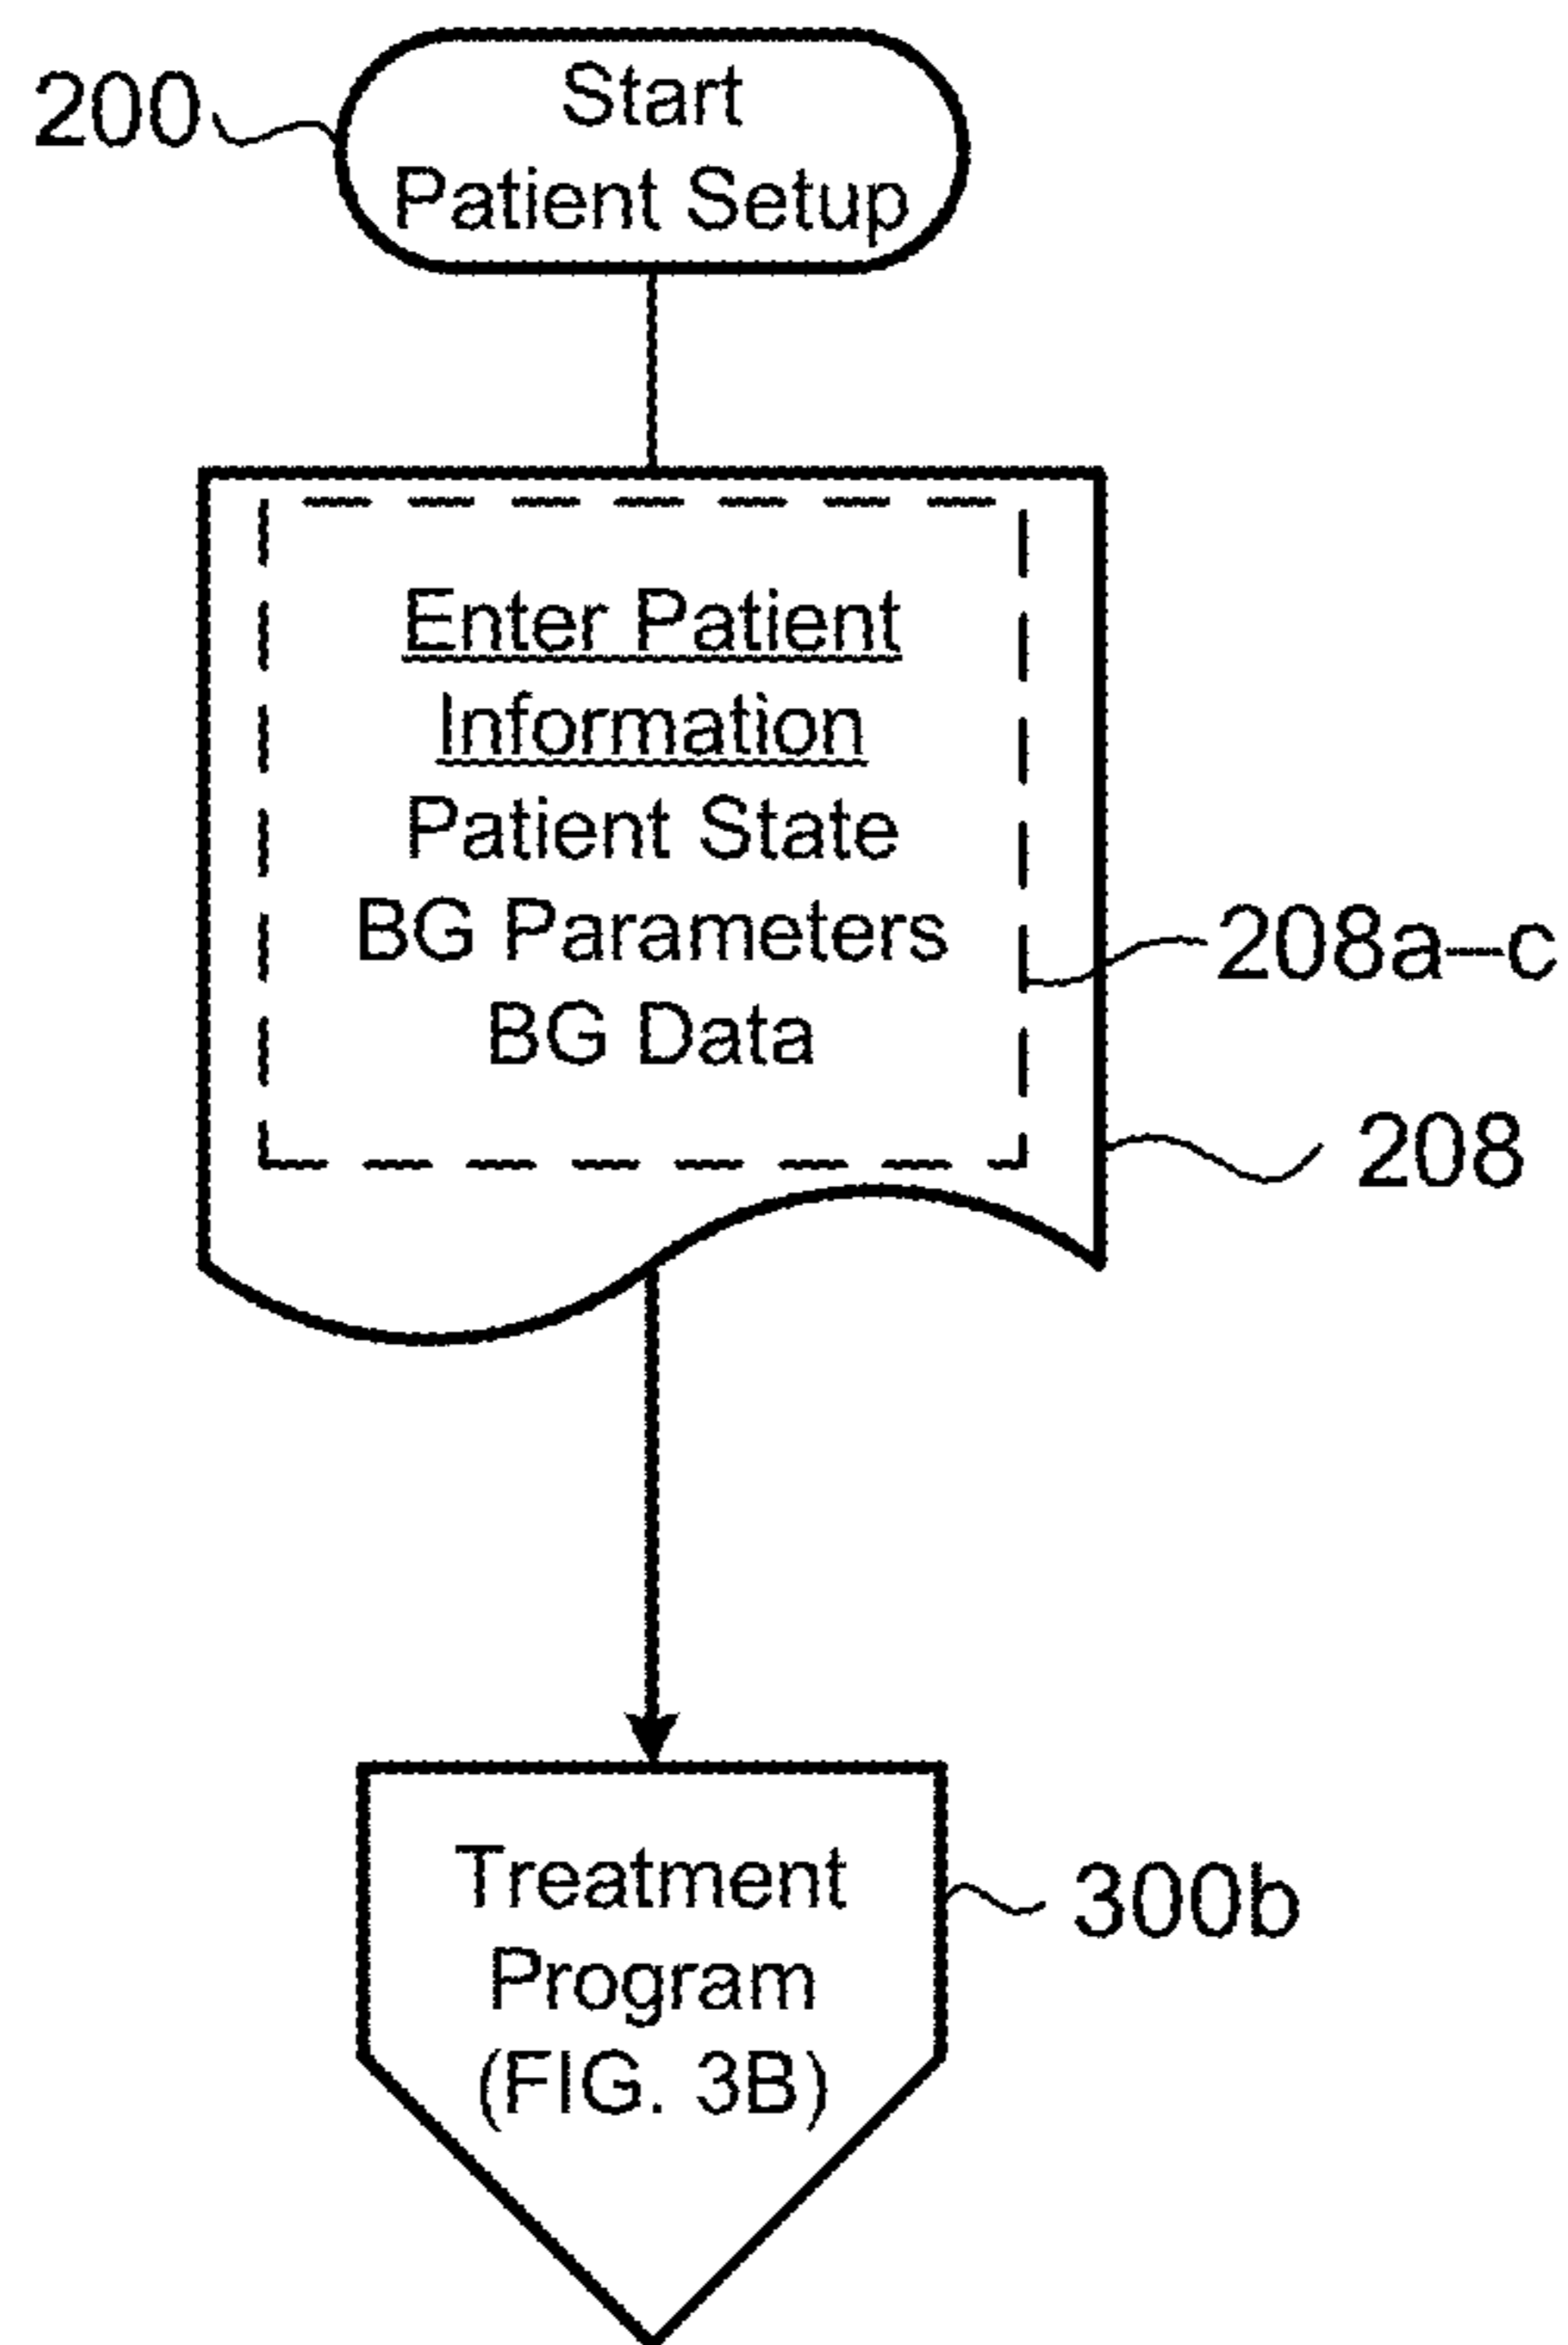 200
Start
Patient Setup
Enter Patient
Information
Patient State
BG Parameters
BG Data
208a–c
208
Treatment
Program
(FIG. 3B)
300b